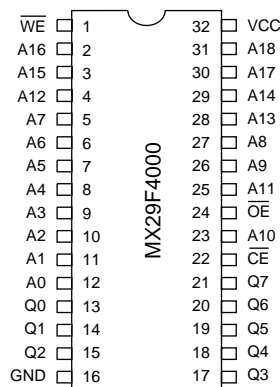 W̅E̅ 1 32 VCC
A16 2 31 A18
A15 3 30 A17
A12 4 29 A14
A7 5 28 A13
A6 6 27 A8
A5 7 26 A9
A4 8 25 A11
A3 9 24 O̅E̅
A2 10 23 A10
A1 11 22 C̅E̅
A0 12 21 Q7
Q0 13 20 Q6
Q1 14 19 Q5
Q2 15 18 Q4
GND 16 17 Q3
MX29F4000